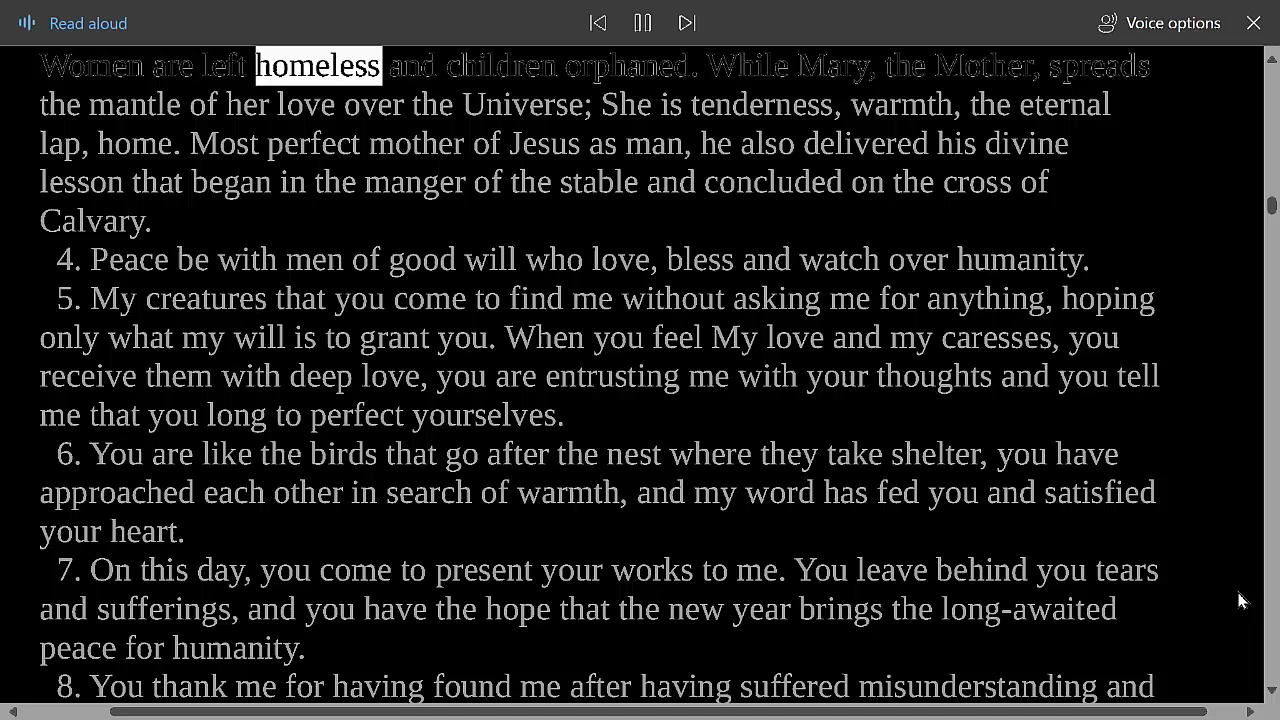 Read aloud
Voice options
Women are left homeless and children orphaned. While Mary, the Mother, spreads
the mantle of her love over the Universe; She is tenderness, warmth, the eternal
lap, home. Most perfect mother of Jesus as man, he also delivered his divine
lesson that began in the manger of the stable and concluded on the cross of
Calvary.
4. Peace be with men of good will who love, bless and watch over humanity.
5. My creatures that you come to find me without asking me for anything, hoping
only what my will is to grant you. When you feel My love and my caresses, you
receive them with deep love, you are entrusting me with your thoughts and you tell
me that you long to perfect yourselves.
6. You are like the birds that go after the nest where they take shelter, you have
approached each other in search of warmth, and my word has fed you and satisfied
your heart.
7. On this day, you come to present your works to me. You leave behind you tears
and sufferings, and you have the hope that the new year brings the long-awaited
peace for humanity.
8. You thank me for having found me after having suffered misunderstanding and